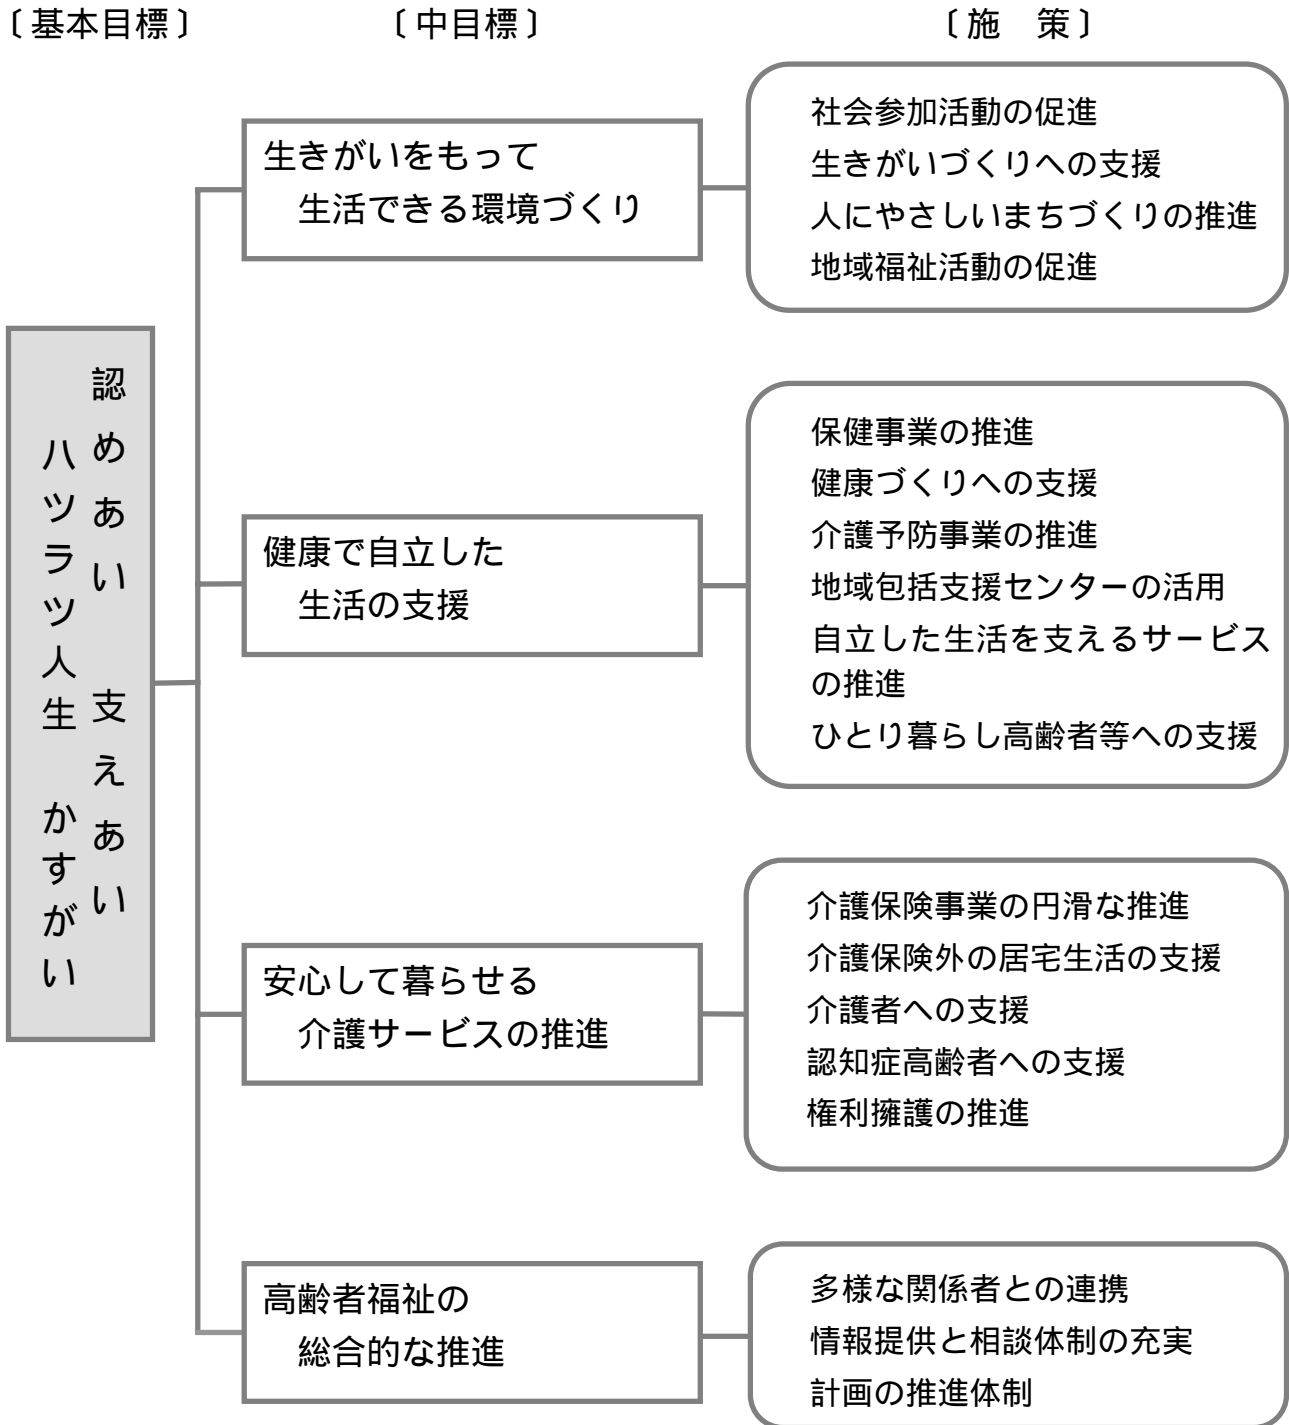 〔基本目標〕
〔中目標〕
〔施　策〕
認めあい　支えあい
ハツラツ人生　かすがい
生きがいをもって
生活できる環境づくり
社会参加活動の促進
生きがいづくりへの支援
人にやさしいまちづくりの推進
地域福祉活動の促進
健康で自立した
生活の支援
保健事業の推進
健康づくりへの支援
介護予防事業の推進
地域包括支援センターの活用
自立した生活を支えるサービス
の推進
ひとり暮らし高齢者等への支援
安心して暮らせる
介護サービスの推進
介護保険事業の円滑な推進
介護保険外の居宅生活の支援
介護者への支援
認知症高齢者への支援
権利擁護の推進
高齢者福祉の
総合的な推進
多様な関係者との連携
情報提供と相談体制の充実
計画の推進体制